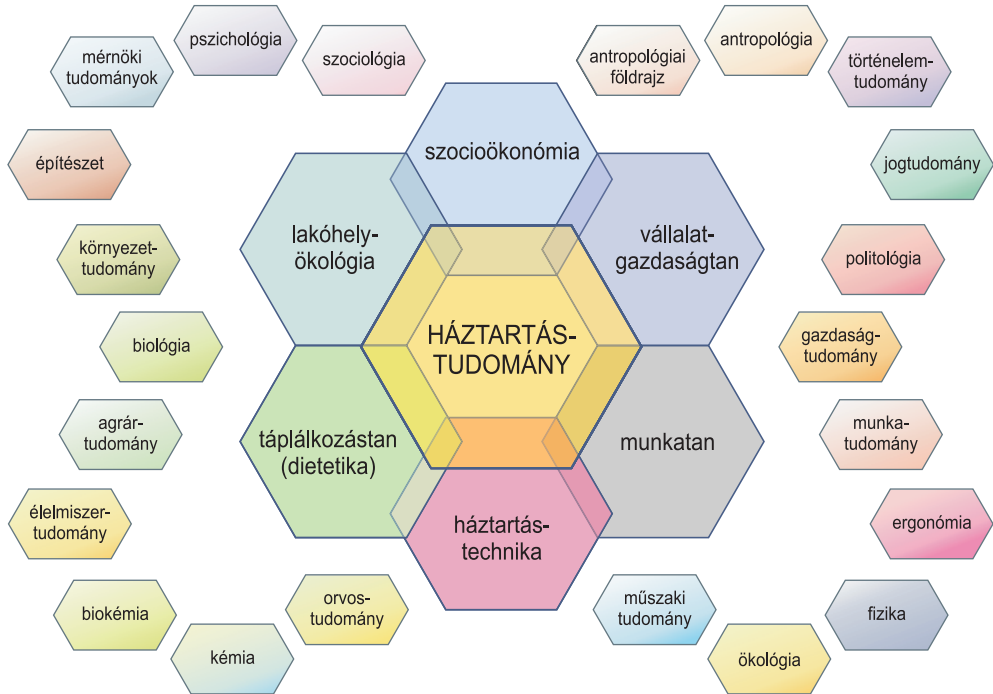 mérnöki
tudományok
pszichológia
szociológia
antropológiai
földrajz
antropológia
történelem-
tudomány
építészet
szocioökonómia
jogtudomány
környezet-
tudomány
lakóhely-
ökológia
vállalat-
gazdaságtan
politológia
biológia
HÁZTARTÁS-
TUDOMÁNY
gazdaság-
tudomány
agrár-
tudomány
táplálkozástan
(dietetika)
munkatan
munka-
tudomány
élelmiszer-
tudomány
háztartás-
technika
ergonómia
biokémia
kémia
orvos-
tudomány
műszaki
tudomány
ökológia
fizika